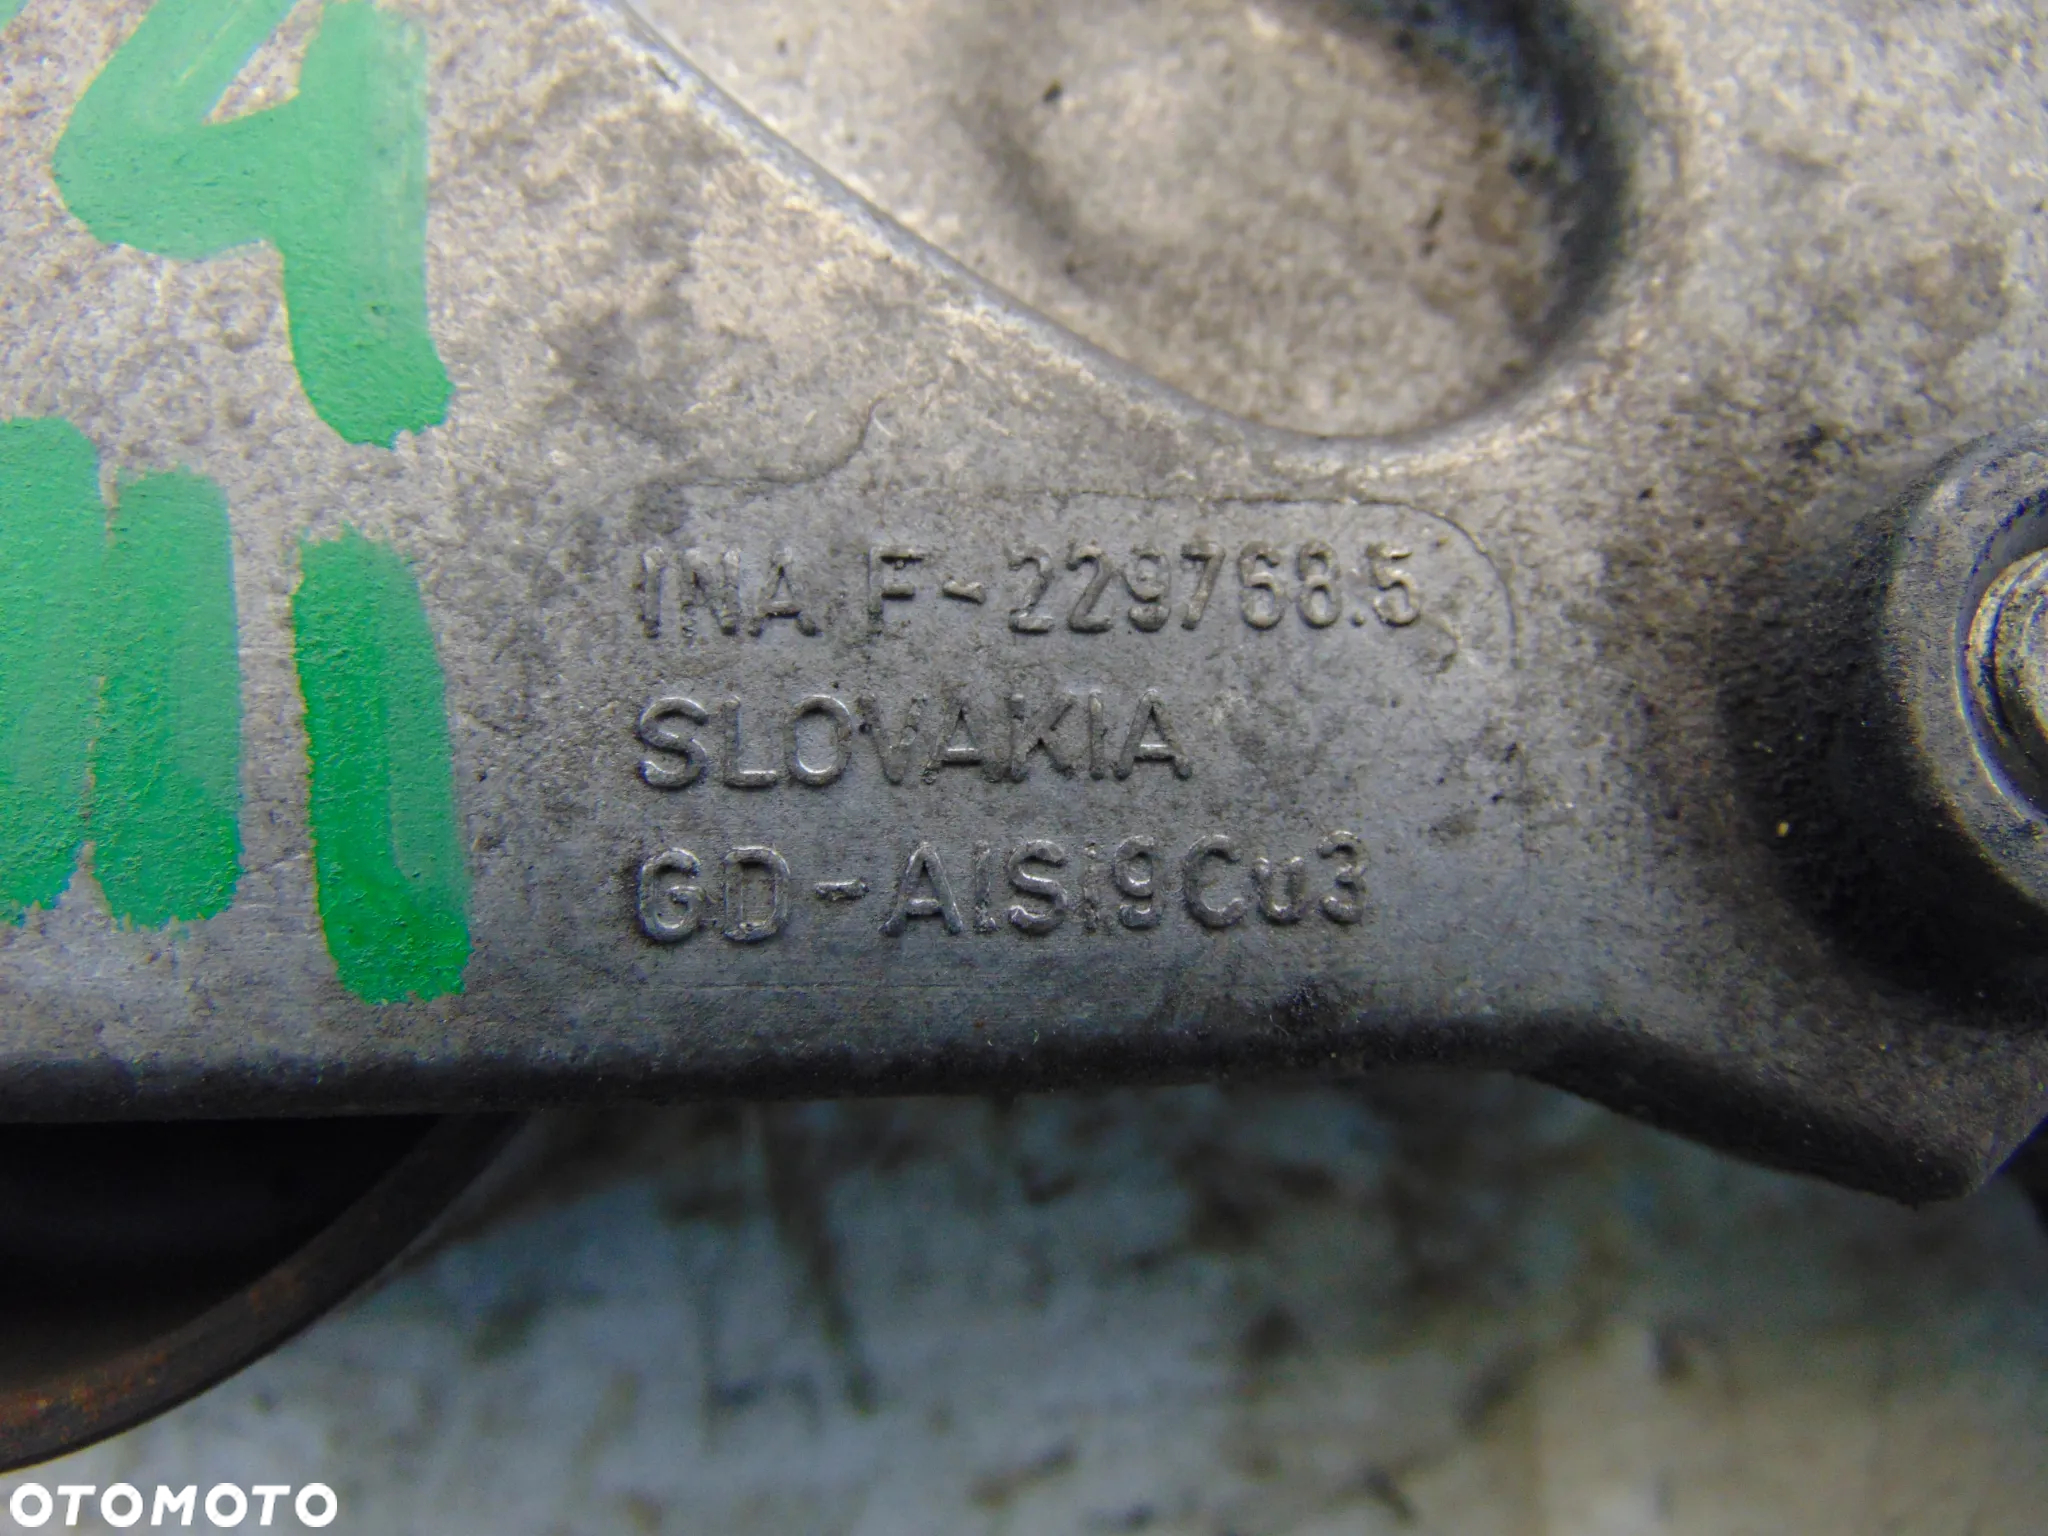 INA F-229768.5
SLOVAKIA
GD-AlSi9Cu3
OTOMOTO